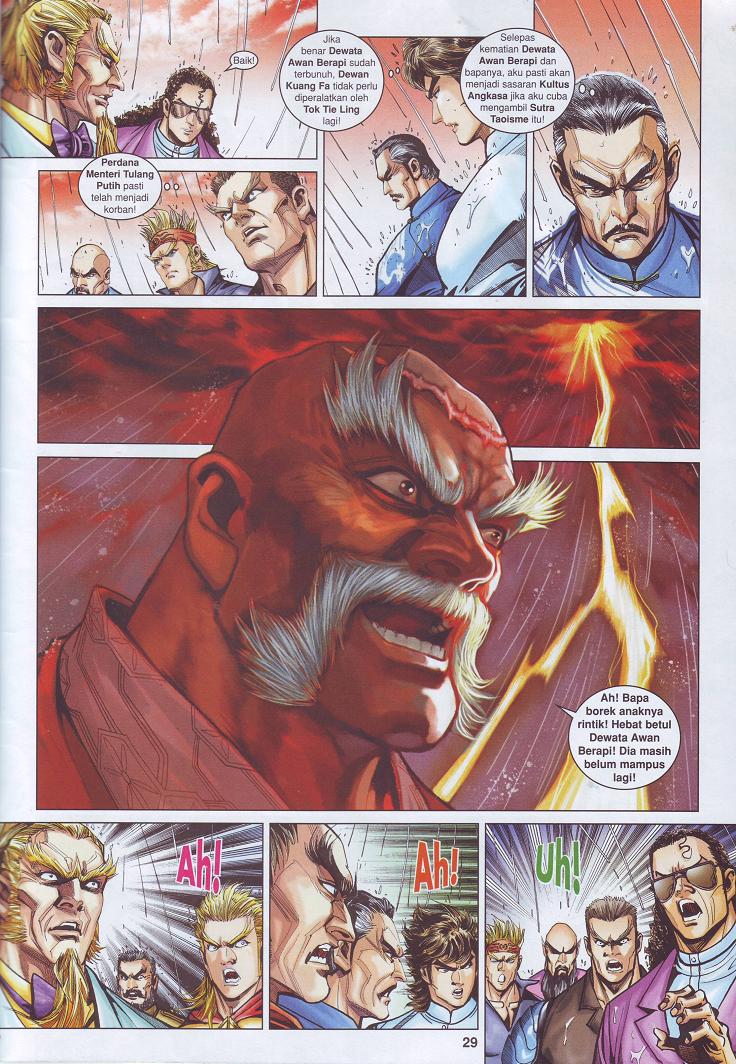 Baik!
Jika
benar Dewata
Awan Berapi sudah
terbunuh, Dewan
Kuang Fa tidak perlu
diperalatkan oleh
Tok Tie Ling
lagi!
Selepas
kematian Dewata
Awan Berapi dan
bapanya, aku pasti akan
menjadi sasaran Kultus
Angkasa jika aku cuba
mengambil Sutra
Taoisme itu!
Perdana
Menteri Tulang
Putih pasti
telah menjadi
korban!
Ah! Bapa
borek anaknya
rintik! Hebat betul
Dewata Awan
Berapi! Dia masih
belum mampus
lagi!
Ah!
Ah!
Uh!
29